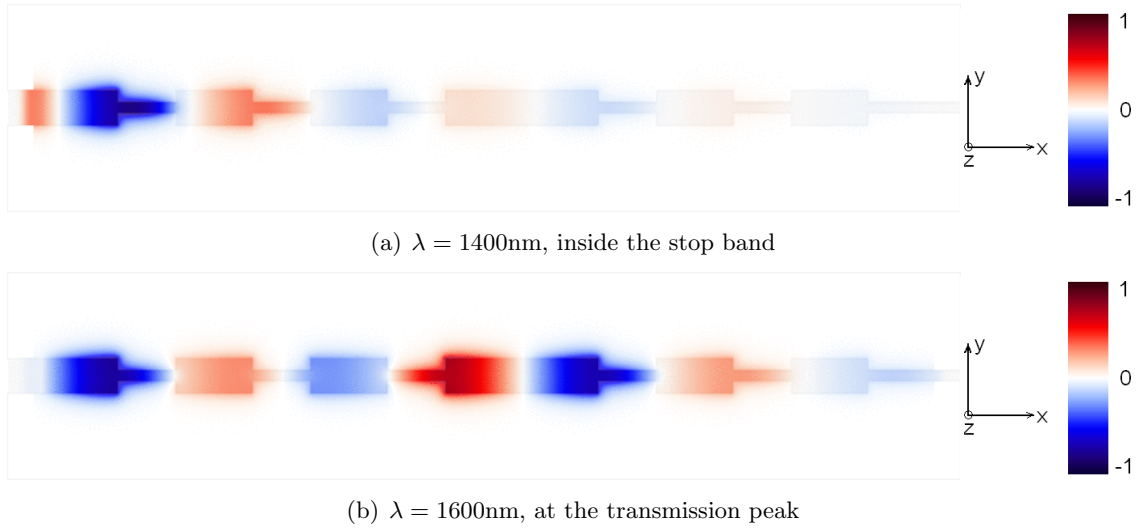 1
y
0
x
z
-1
(a) λ = 1400nm, inside the stop band
1
y
0
x
z
-1
(b) λ = 1600nm, at the transmission peak